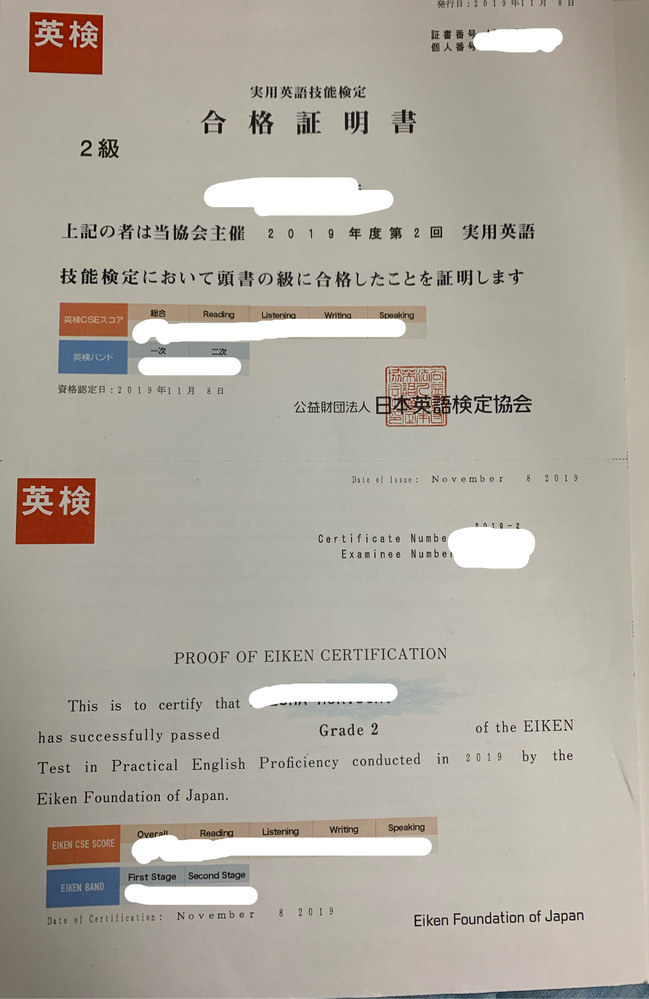 発行日：2019年11月 8日
英検
証書番号
個人番号
実用英語技能検定
合格証明書
2級
上記の者は当協会主催 2019年度第2回 実用英語
技能検定において頭書の級に合格したことを証明します
英検CSEスコア 総合 Reading Listening Writing Speaking
英検バンド 一次 二次
資格認定日：2019年11月 8日
公益財団法人 日本英語検定協会
Date of Issue: November 8 2019
英検
2019-2
Certificate Numbe
Examinee Number
PROOF OF EIKEN CERTIFICATION
This is to certify that
has successfully passed Grade 2 of the EIKEN
Test in Practical English Proficiency conducted in 2019 by the
Eiken Foundation of Japan.
EIKEN CSE SCORE Overall Reading Listening Writing Speaking
EIKEN BAND First Stage Second Stage
Date of Certification: November 8 2019
Eiken Foundation of Japan